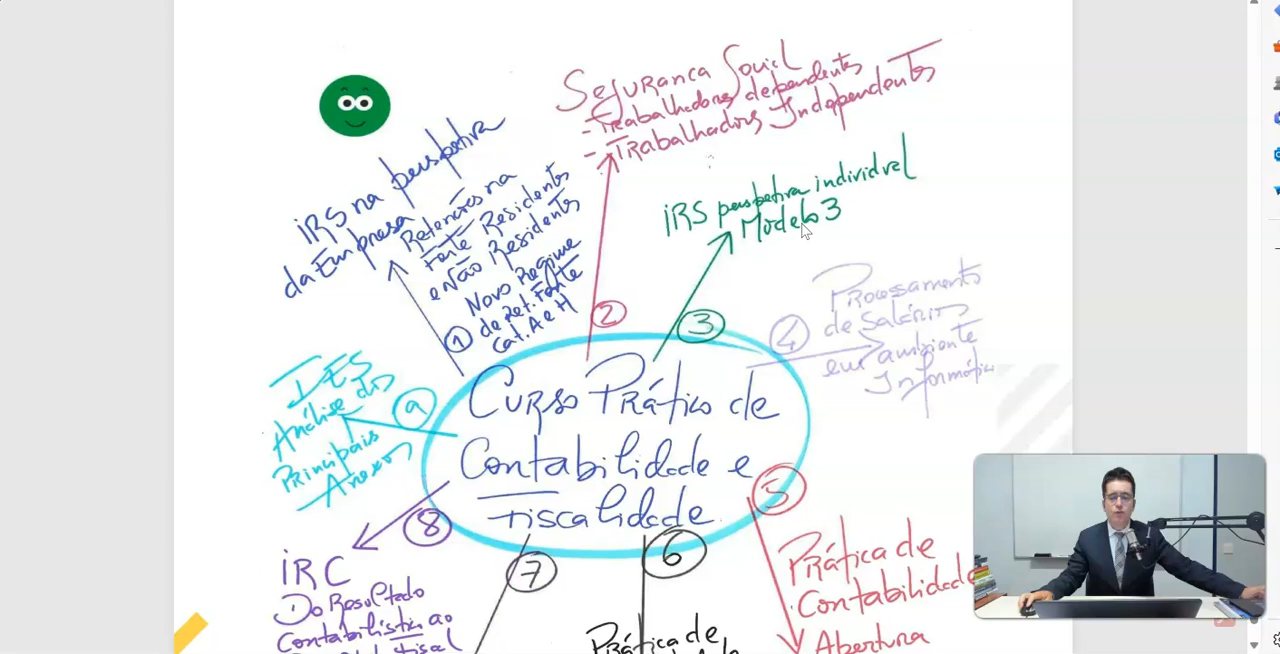 Segurança Social
- Trabalhadores dependentes
- Trabalhadores Independentes
IRS na perspetiva
da Empresa
Retenções na
Fonte Residentes
e Não Residentes
Novo Regime
de Ret. Fonte
Cat. A e H
1
2
IRS perspetiva individual
Modelo 3
3
4
Processamento
de Salários
em ambiente
Informátic
IES
Análise dos
Principais
Anexos
9
Curso Prático de
Contabilidade e
Fiscalidade
5
Prática de
Contabilidade
Abertura
6
Prática de
7
8
IRC
Do Resultado
Contabilístico ao
fiscal